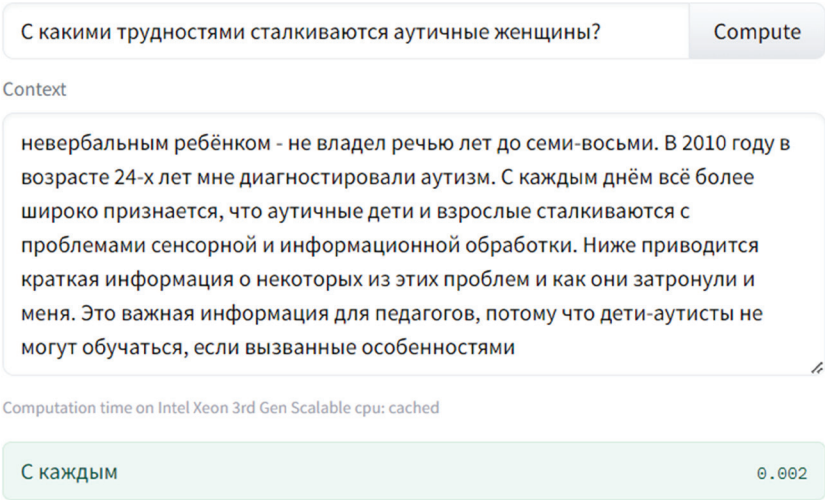 С какими трудностями сталкиваются аутичные женщины?
Compute
Context
невербальным ребёнком - не владел речью лет до семи-восьми. В 2010 году в
возрасте 24-х лет мне диагностировали аутизм. С каждым днём всё более
широко признается, что аутичные дети и взрослые сталкиваются с
проблемами сенсорной и информационной обработки. Ниже приводится
краткая информация о некоторых из этих проблем и как они затронули и
меня. Это важная информация для педагогов, потому что дети-аутисты не
могут обучаться, если вызванные особенностями
Computation time on Intel Xeon 3rd Gen Scalable cpu: cached
С каждым
0.002